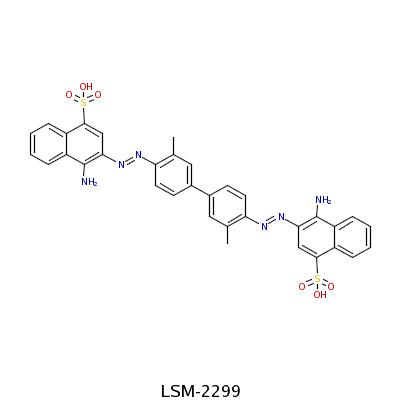 OH
O S O
NH₂ N N
N N NH₂
O S O
OH
LSM-2299